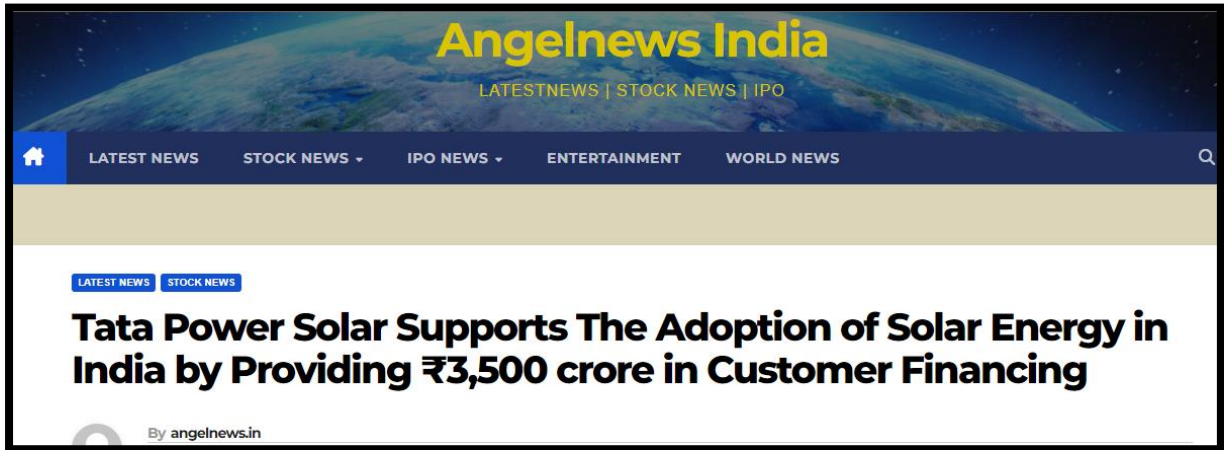 Angelnews India
LATESTNEWS | STOCK NEWS | IPO
LATEST NEWS STOCK NEWS IPO NEWS ENTERTAINMENT WORLD NEWS
LATEST NEWS STOCK NEWS
Tata Power Solar Supports The Adoption of Solar Energy in
India by Providing ₹3,500 crore in Customer Financing
By angelnews.in